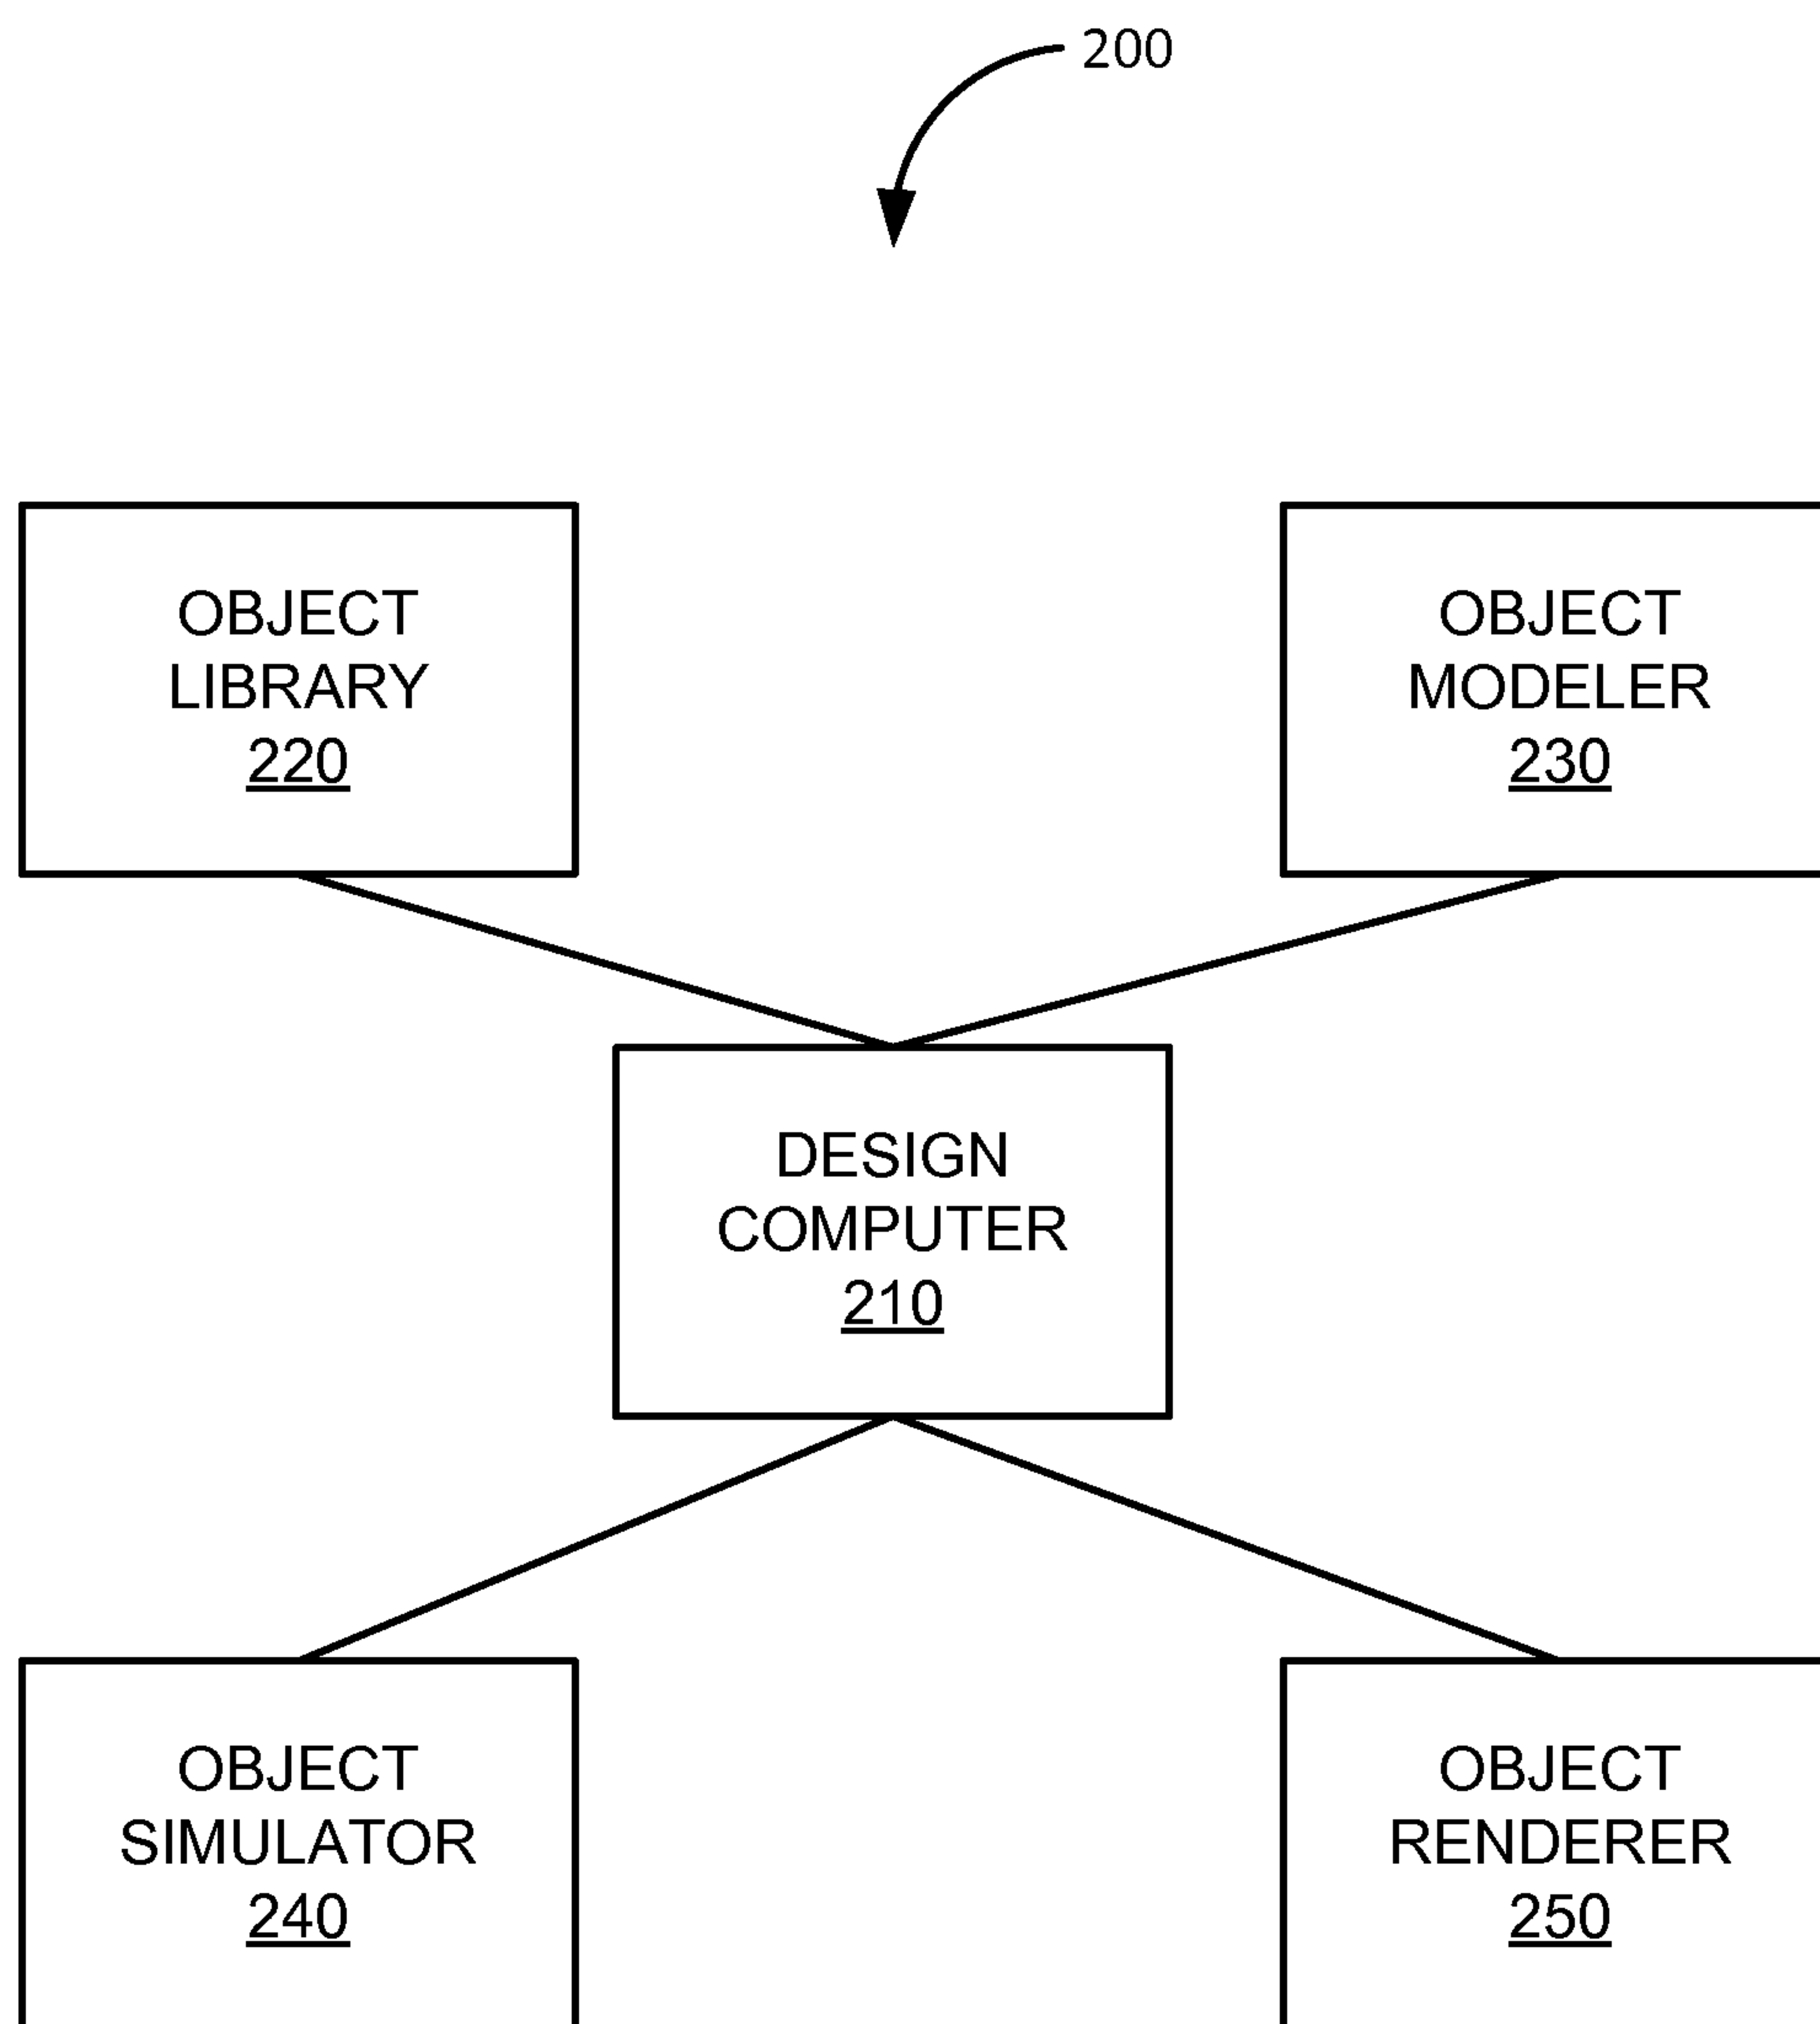 200
OBJECT
LIBRARY
220
OBJECT
MODELER
230
DESIGN
COMPUTER
210
OBJECT
SIMULATOR
240
OBJECT
RENDERER
250